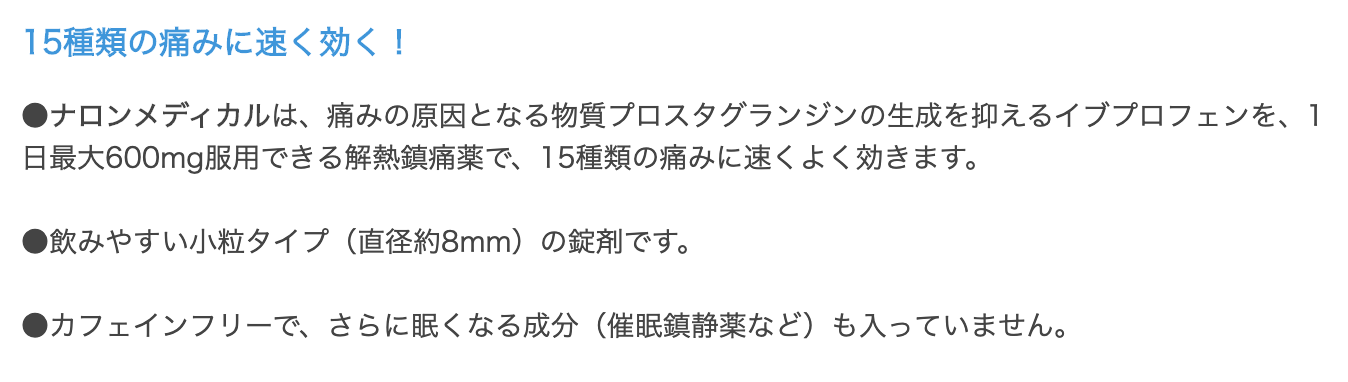 15種類の痛みに速く効く！
●ナロンメディカルは、痛みの原因となる物質プロスタグランジンの生成を抑えるイブプロフェンを、1
日最大600mg服用できる解熱鎮痛薬で、15種類の痛みに速くよく効きます。
●飲みやすい小粒タイプ（直径約8mm）の錠剤です。
●カフェインフリーで、さらに眠くなる成分（催眠鎮静薬など）も入っていません。